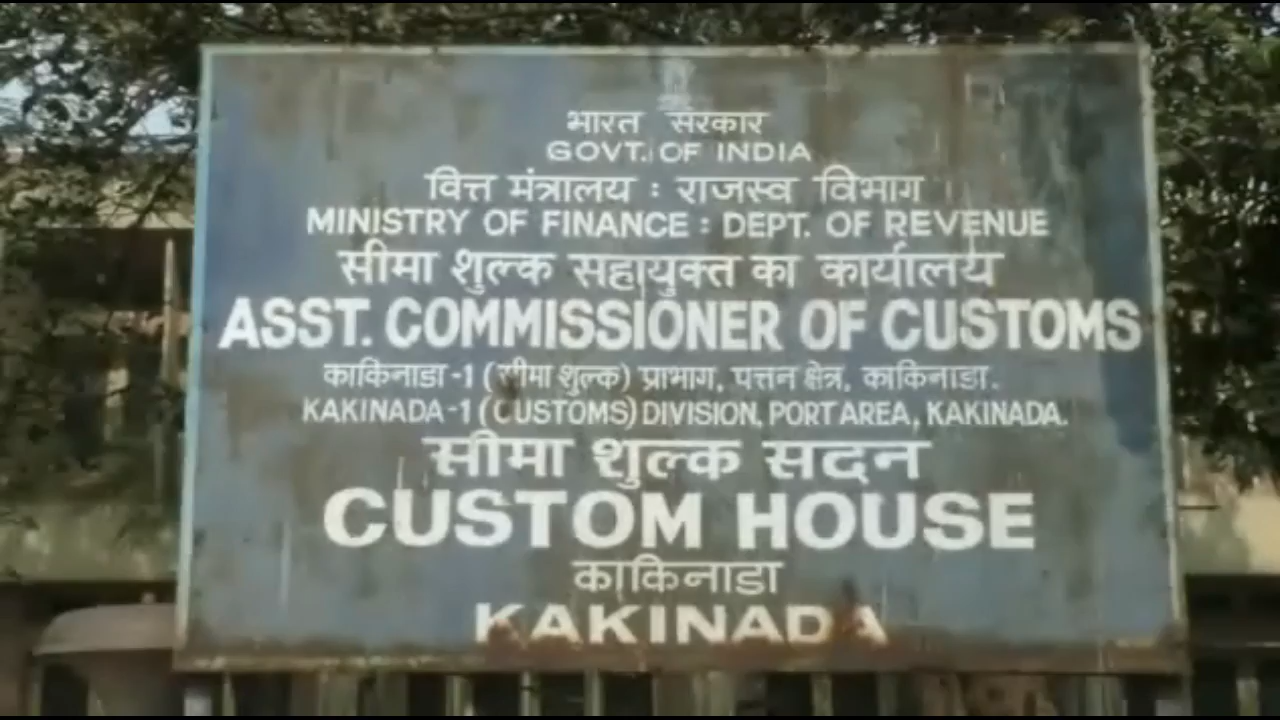 भारत सरकार
GOVT. OF INDIA
वित्त मंत्रालय : राजस्व विभाग
MINISTRY OF FINANCE : DEPT. OF REVENUE
सीमा शुल्क सहायुक्त का कार्यालय
ASST. COMMISSIONER OF CUSTOMS
काकिनाडा -1 (सीमा शुल्क) प्राभाग, पत्तन क्षेत्र, काकिनाडा.
KAKINADA-1 (CUSTOMS) DIVISION, PORT AREA, KAKINADA.
सीमा शुल्क सदन
CUSTOM HOUSE
काकिनाडा
KAKINADA